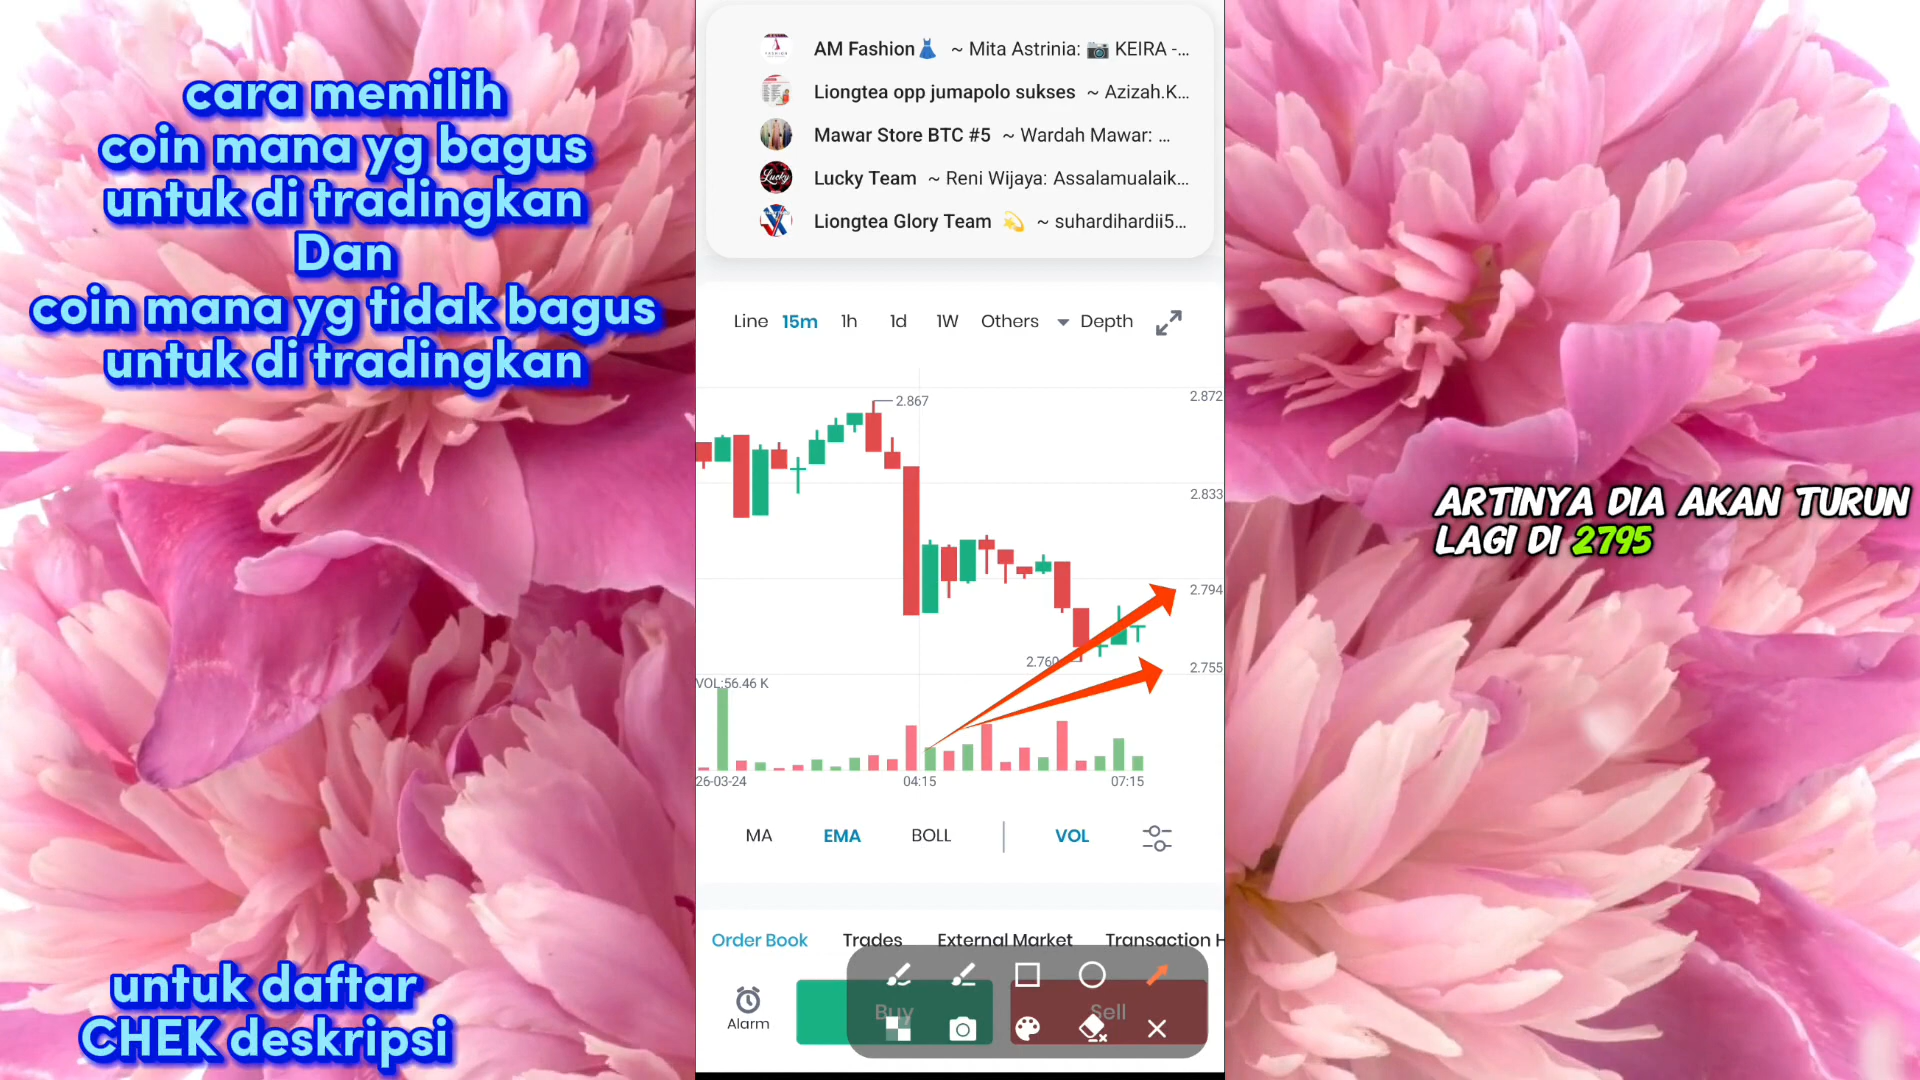 cara memilih
coin mana yg bagus
untuk di tradingkan
Dan
coin mana yg tidak bagus
untuk di tradingkan
untuk daftar
CHEK deskripsi
AM Fashion👗 ~ Mita Astrinia: 📷 KEIRA -...
Liongtea opp jumapolo sukses ~ Azizah.K...
Mawar Store BTC #5 ~ Wardah Mawar: ...
Lucky Team ~ Reni Wijaya: Assalamualaik...
Liongtea Glory Team 💫 ~ suhardihardii5...
Line 15m 1h 1d 1W Others Depth
2.867
2.872
2.833
2.794
2.760
2.755
VOL:56.46 K
26-03-24 04:15 07:15
MA EMA BOLL VOL
Order Book Trades External Market Transaction H
Alarm Buy Sell
ARTINYA DIA AKAN TURUN
LAGI DI 2795